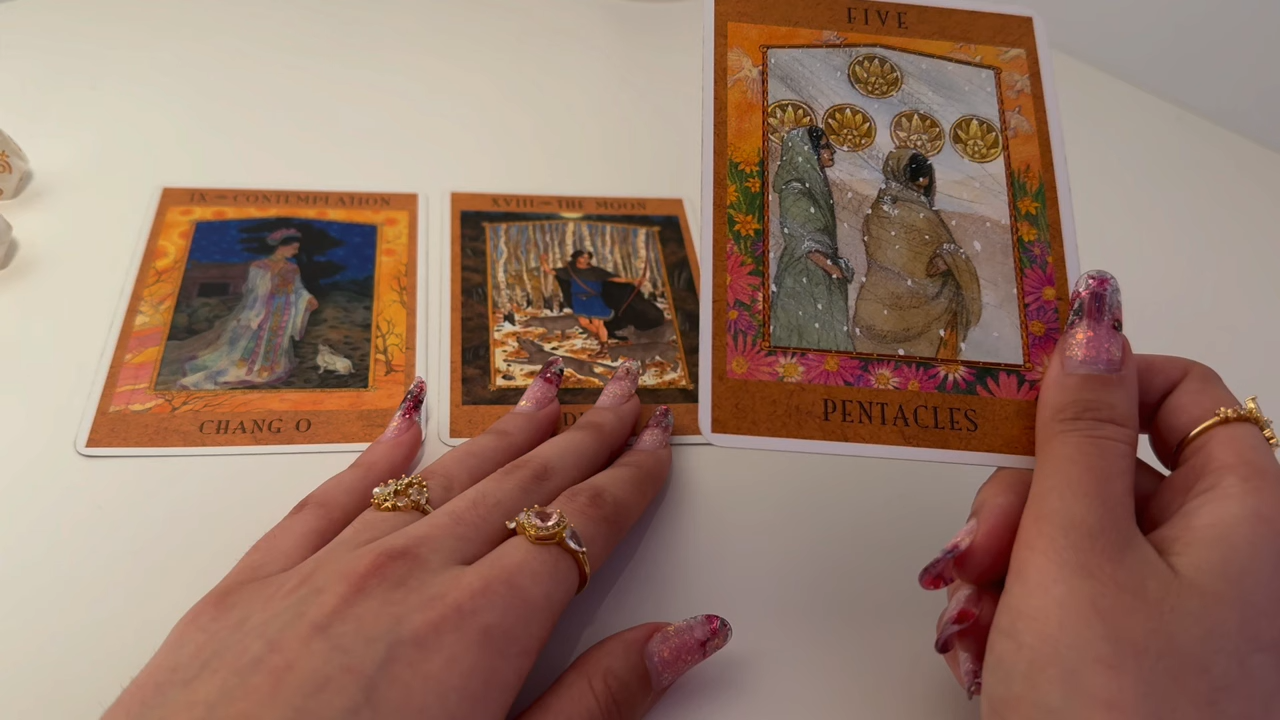 IX — CONTEMPLATION
CHANG O
XVIII — THE MOON
FIVE
PENTACLES